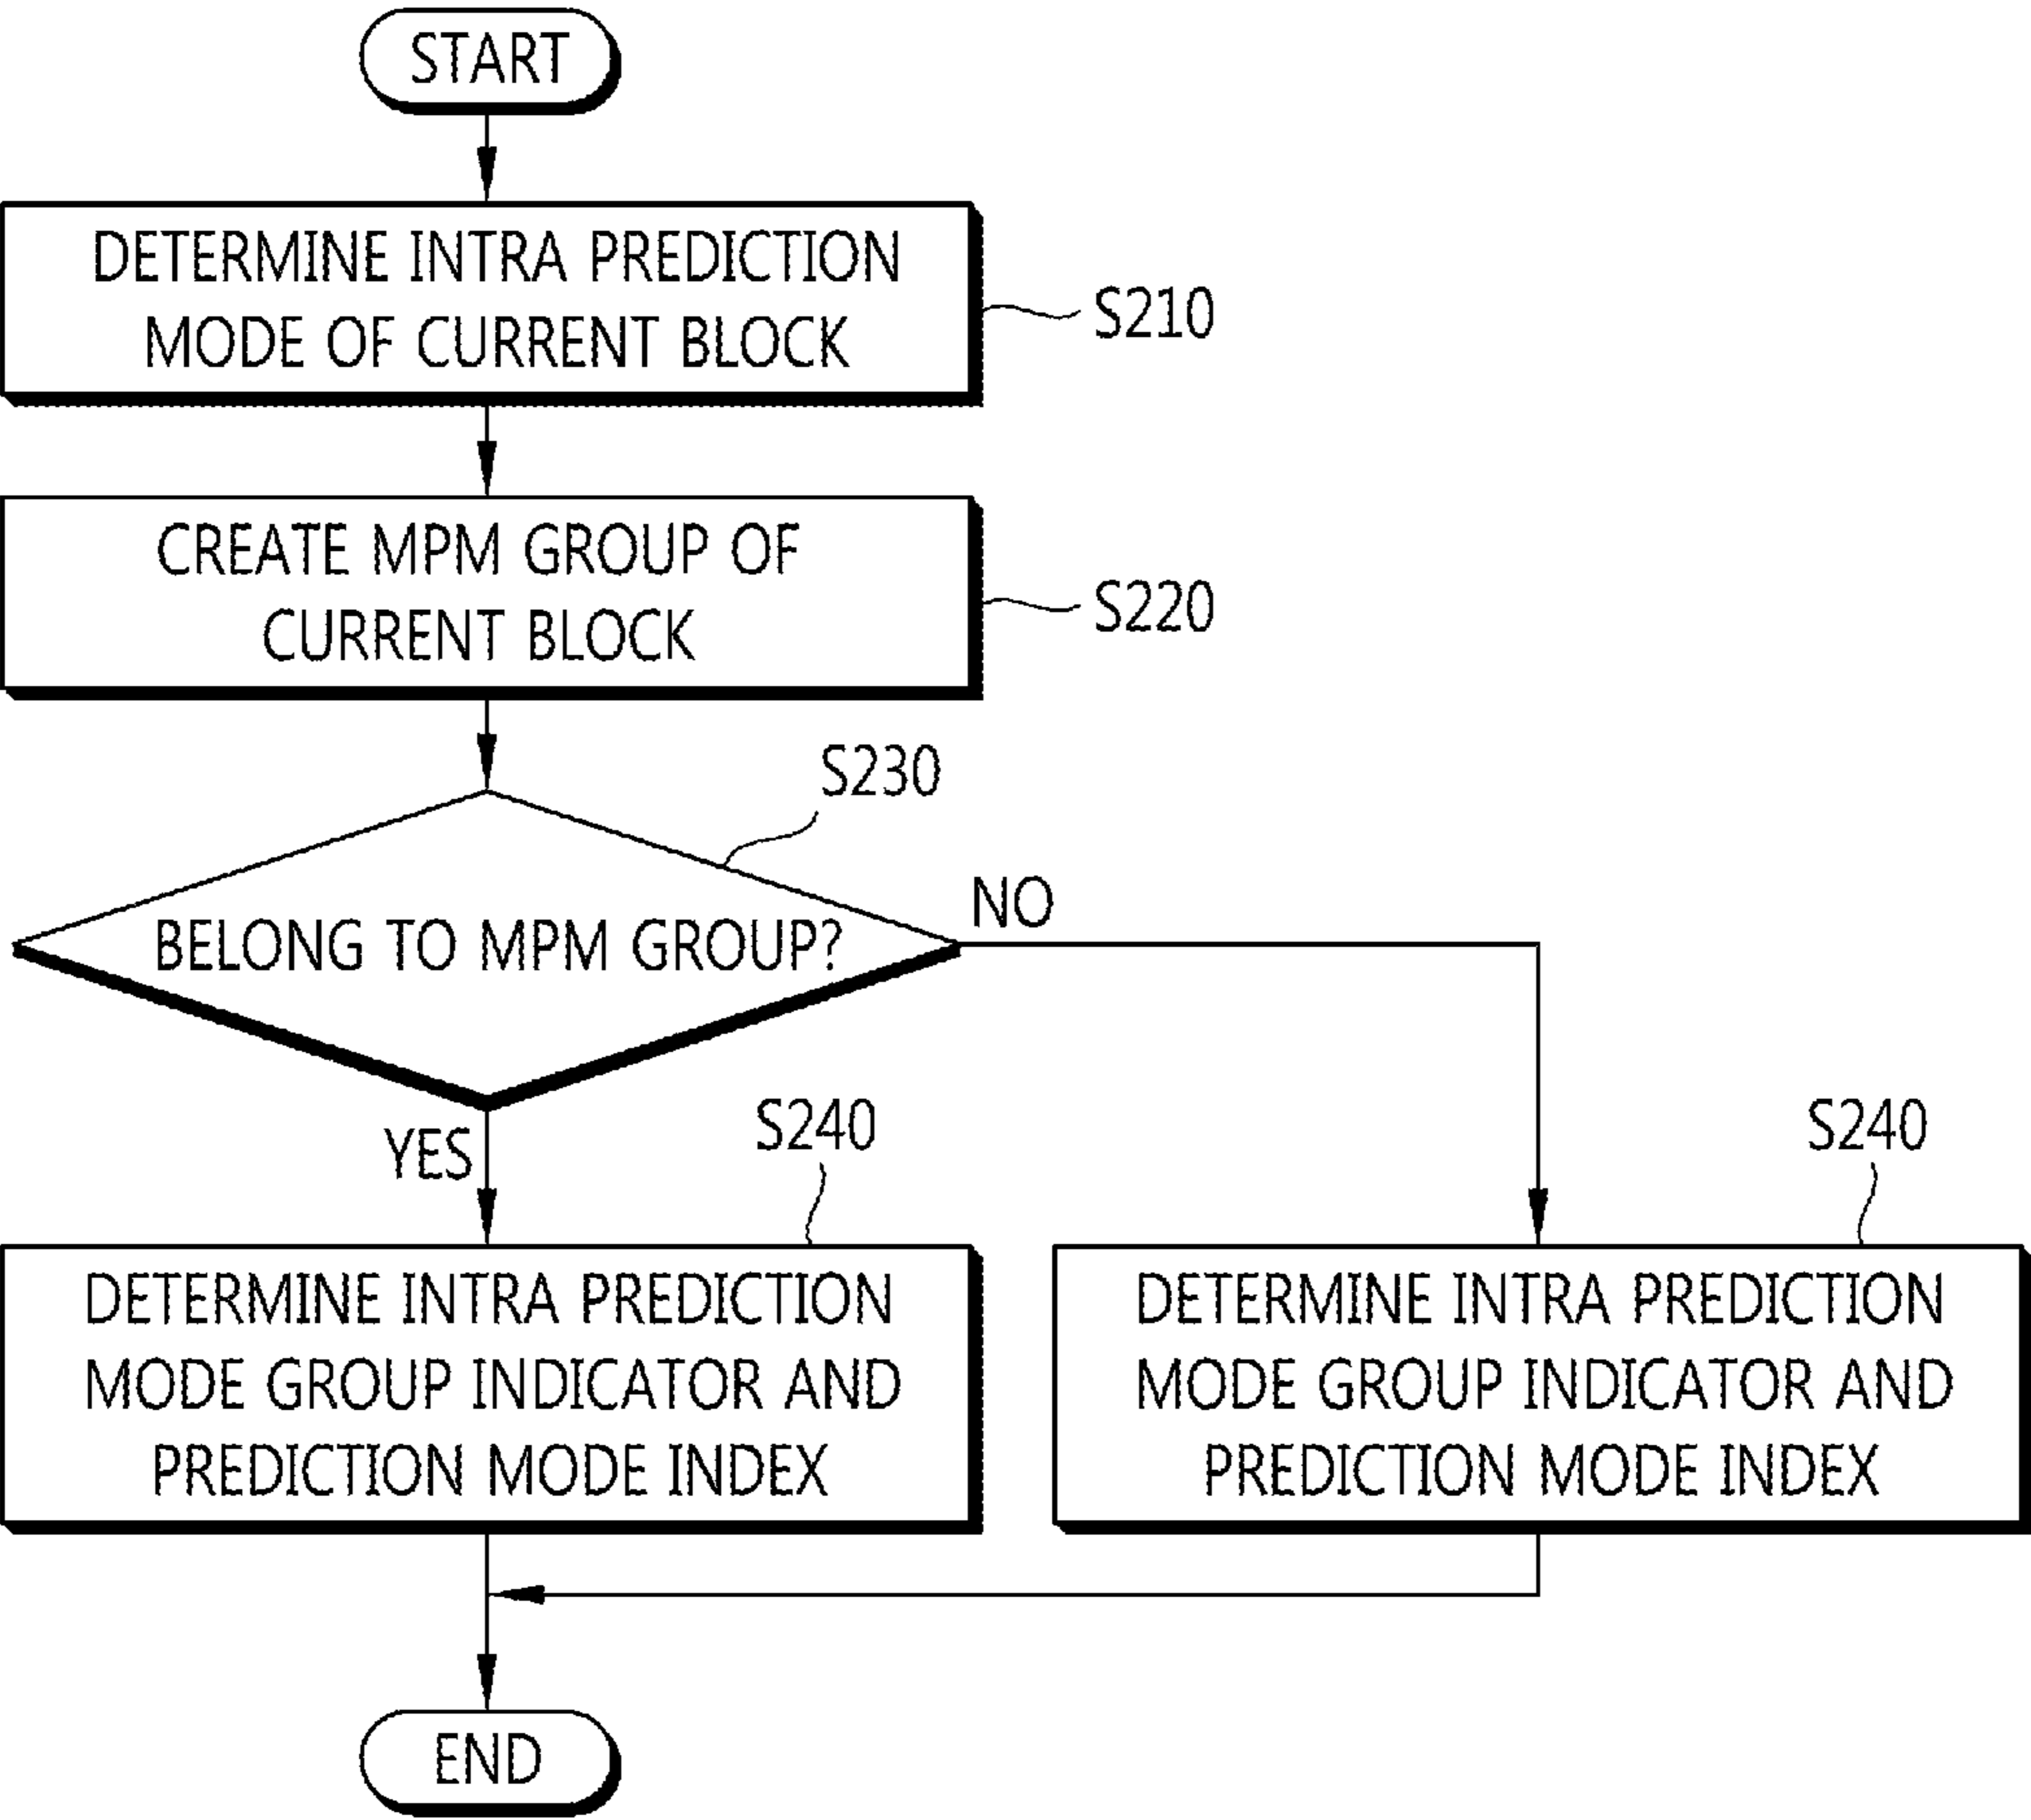 START
DETERMINE INTRA PREDICTION
MODE OF CURRENT BLOCK
S210
CREATE MPM GROUP OF
CURRENT BLOCK
S220
S230
BELONG TO MPM GROUP?
NO
YES
S240
S240
DETERMINE INTRA PREDICTION
MODE GROUP INDICATOR AND
PREDICTION MODE INDEX
DETERMINE INTRA PREDICTION
MODE GROUP INDICATOR AND
PREDICTION MODE INDEX
END